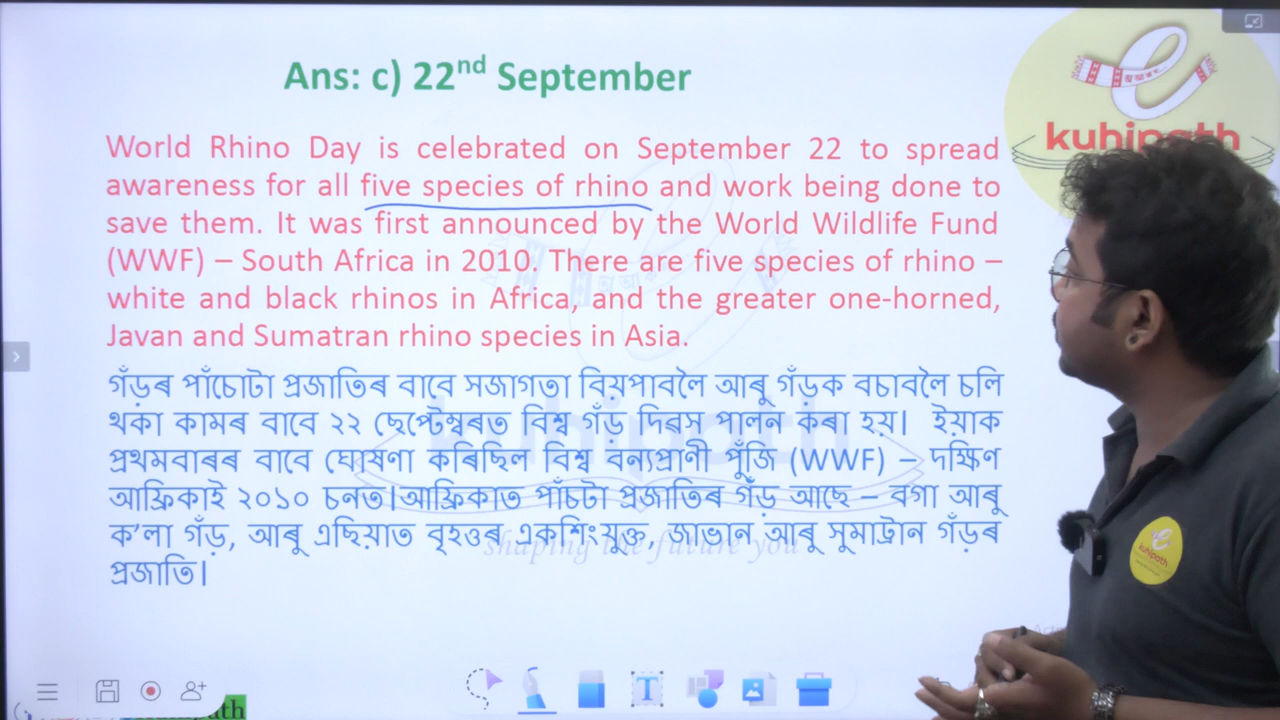 Ans: c) 22nd September
kuhipath
World Rhino Day is celebrated on September 22 to spread
awareness for all five species of rhino and work being done to
save them. It was first announced by the World Wildlife Fund
(WWF) – South Africa in 2010. There are five species of rhino –
white and black rhinos in Africa, and the greater one-horned,
Javan and Sumatran rhino species in Asia.
গঁড়ৰ পাঁচোটা প্ৰজাতিৰ বাবে সজাগতা বিয়পাবলৈ আৰু গঁড়ক বচাবলৈ চলি
থকা কামৰ বাবে ২২ ছেপ্টেম্বৰত বিশ্ব গঁড় দিৱস পালন কৰা হয়। ইয়াক
প্ৰথমবাৰৰ বাবে ঘোষণা কৰিছিল বিশ্ব বন্যপ্ৰাণী পুঁজি (WWF) – দক্ষিণ
আফ্ৰিকাই ২০১০ চনত।আফ্ৰিকাত পাঁচটা প্ৰজাতিৰ গঁড় আছে – বগা আৰু
ক'লা গঁড়, আৰু এছিয়াত বৃহত্তৰ একশিংযুক্ত, জাভান আৰু সুমাট্ৰান গঁড়ৰ
প্ৰজাতি।
shaping the future you
kuhipath